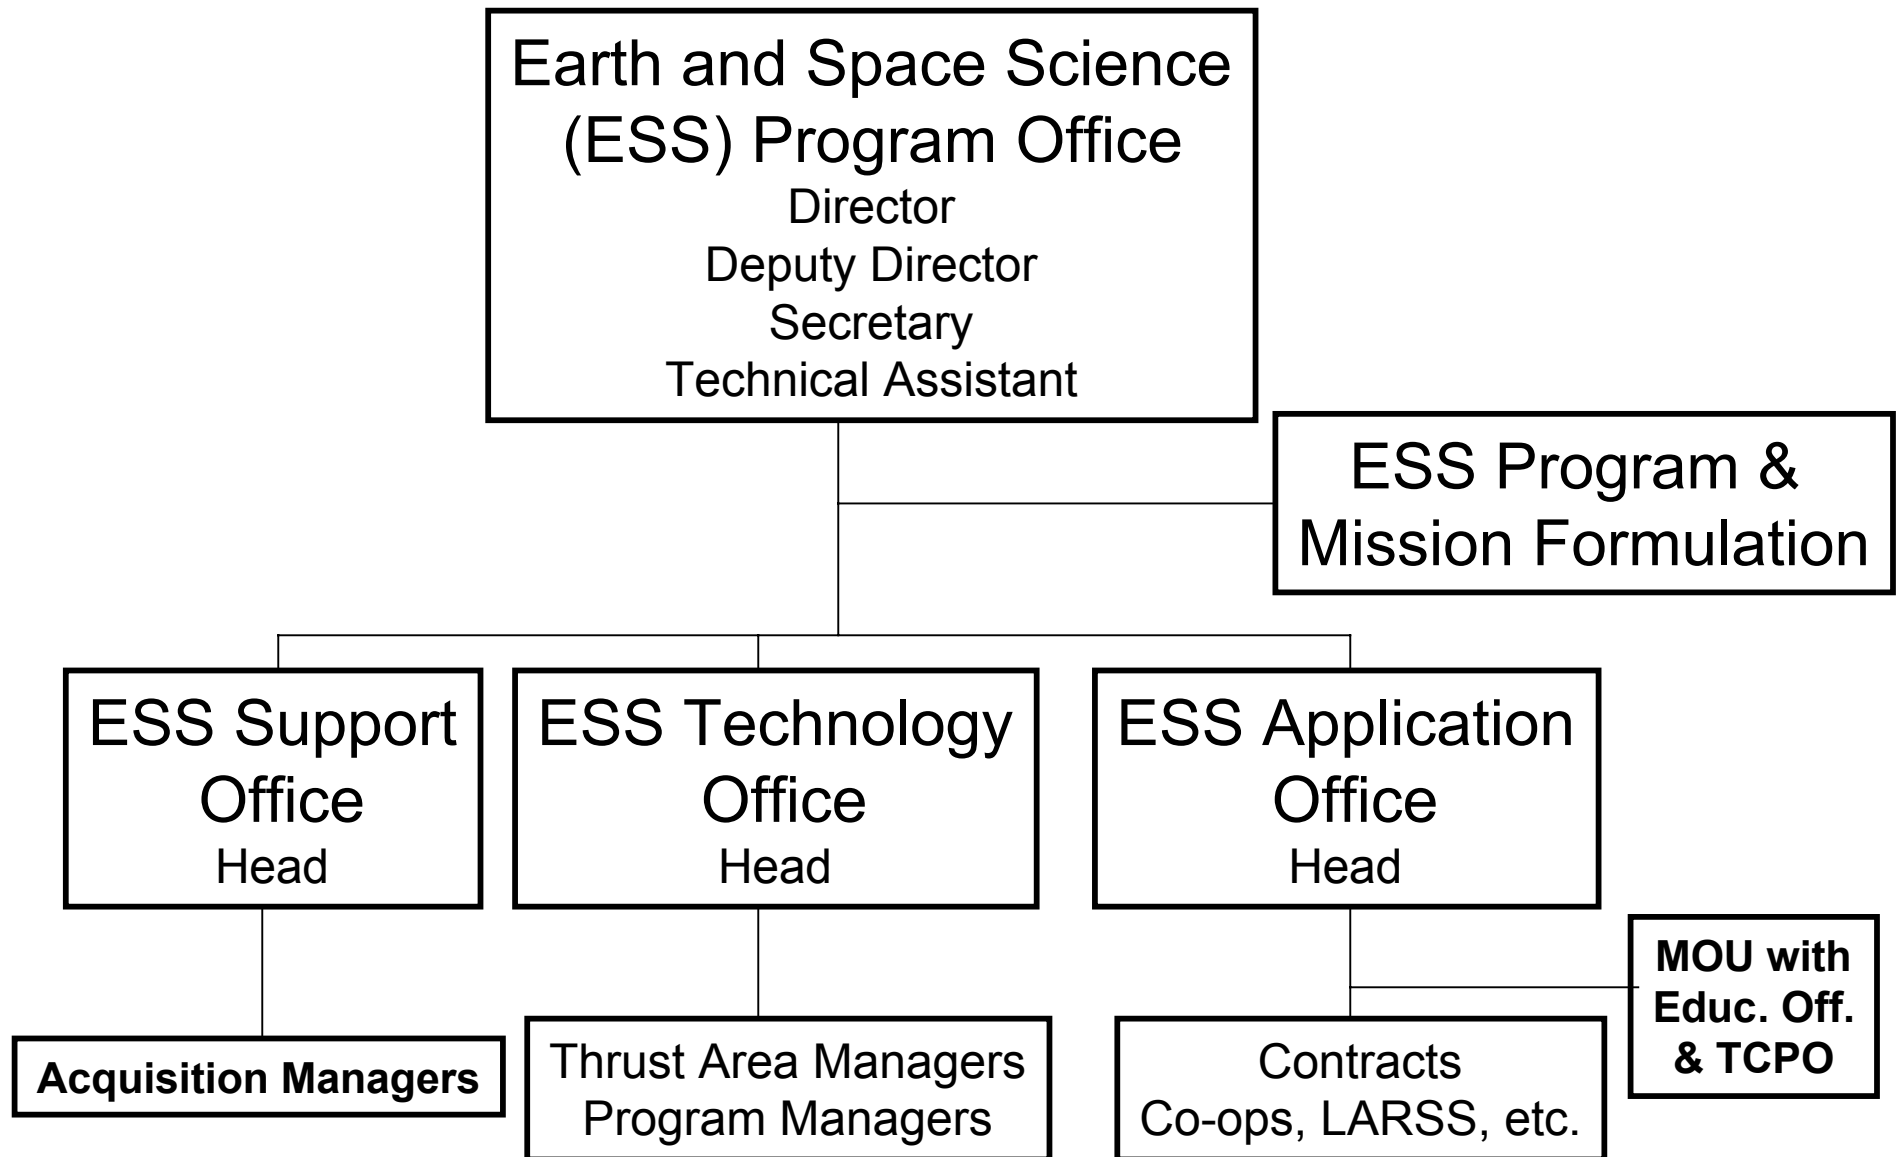 Earth and Space Science
(ESS) Program Office
Director
Deputy Director
Secretary
Technical Assistant
ESS Program &
Mission Formulation
ESS Support
Office
Head
ESS Technology
Office
Head
ESS Application
Office
Head
MOU with
Educ. Off.
& TCPO
Acquisition Managers
Thrust Area Managers
Program Managers
Contracts
Co-ops, LARSS, etc.